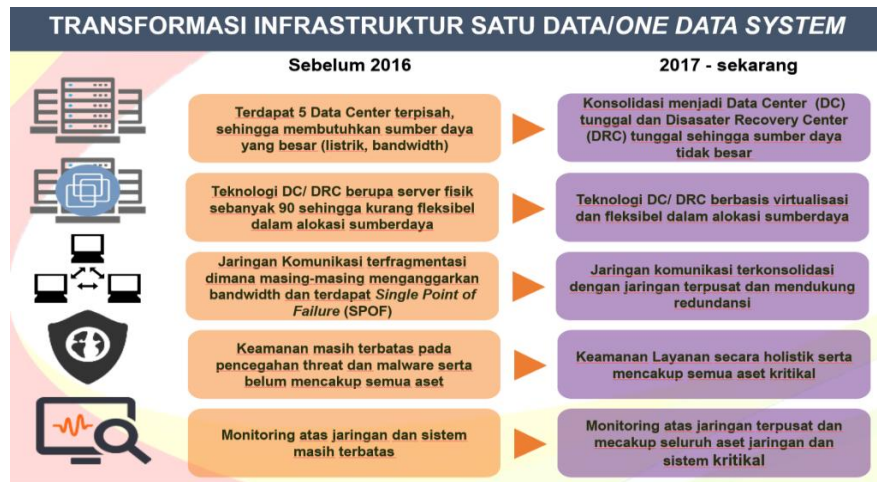 TRANSFORMASI INFRASTRUKTUR SATU DATA/ONE DATA SYSTEM
Sebelum 2016
2017 - sekarang
Terdapat 5 Data Center terpisah,
sehingga membutuhkan sumber daya
yang besar (listrik, bandwidth)
Konsolidasi menjadi Data Center (DC)
tunggal dan Disasater Recovery Center
(DRC) tunggal sehingga sumber daya
tidak besar
Teknologi DC/ DRC berupa server fisik
sebanyak 90 sehingga kurang fleksibel
dalam alokasi sumberdaya
Teknologi DC/ DRC berbasis virtualisasi
dan fleksibel dalam alokasi sumberdaya
Jaringan Komunikasi terfragmentasi
dimana masing-masing menganggarkan
bandwidth dan terdapat Single Point of
Failure (SPOF)
Jaringan komunikasi terkonsolidasi
dengan jaringan terpusat dan mendukung
redundansi
Keamanan masih terbatas pada
pencegahan threat dan malware serta
belum mencakup semua aset
Keamanan Layanan secara holistik serta
mencakup semua aset kritikal
Monitoring atas jaringan dan sistem
masih terbatas
Monitoring atas jaringan terpusat dan
mecakup seluruh aset jaringan dan
sistem kritikal